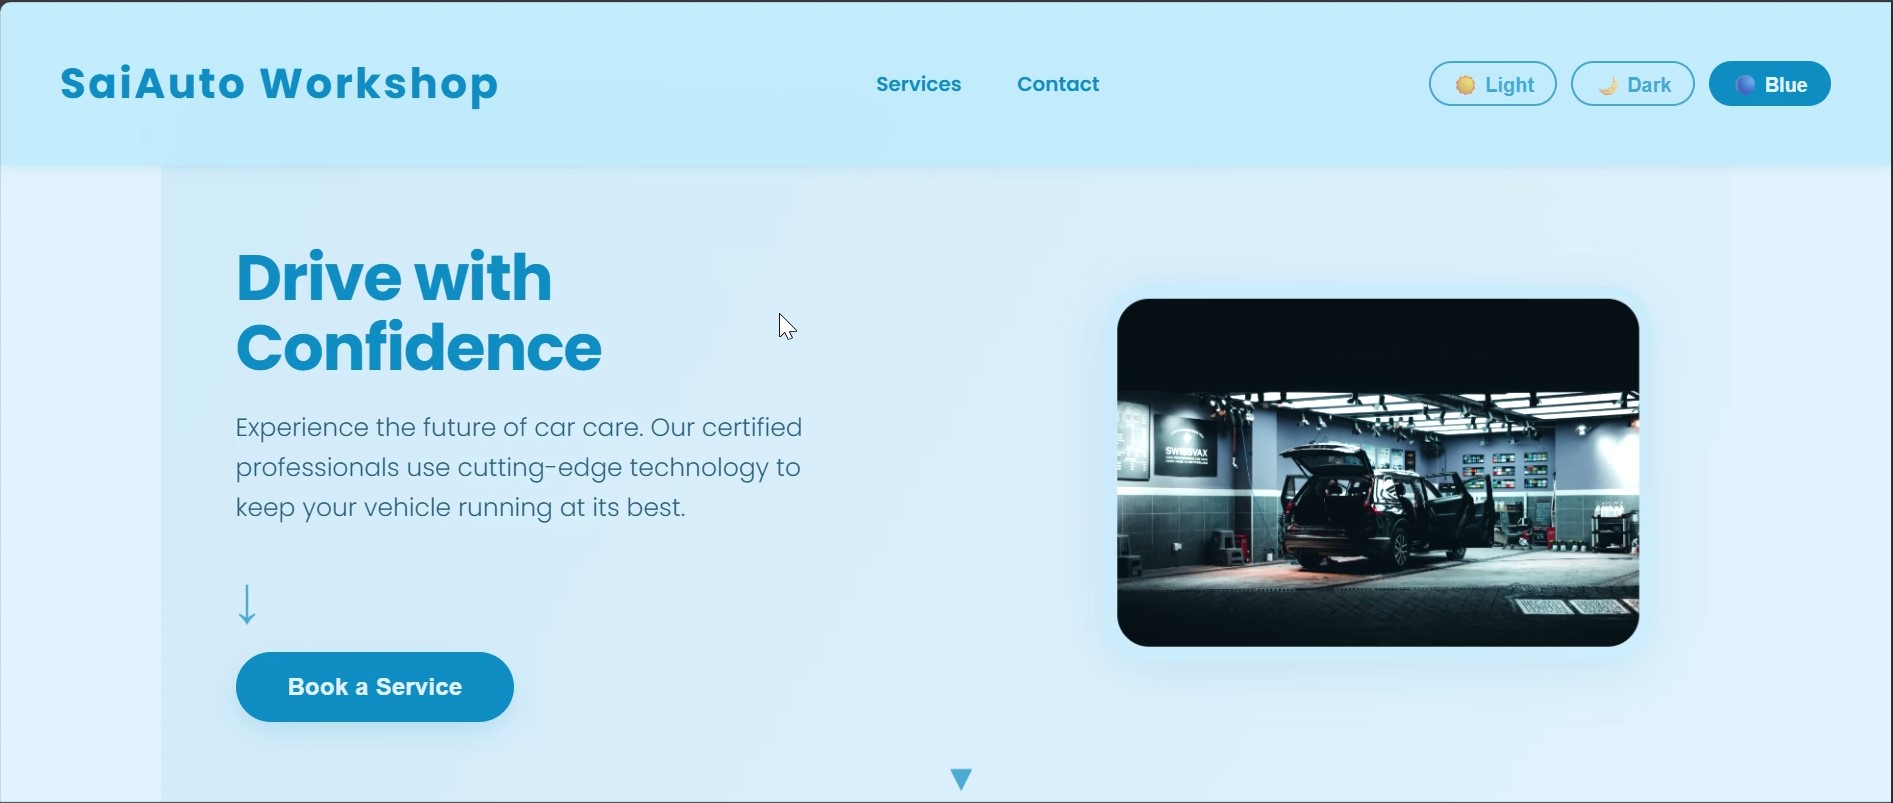 SaiAuto Workshop
Services
Contact
Light
Dark
Blue
Drive with
Confidence
Experience the future of car care. Our certified
professionals use cutting-edge technology to
keep your vehicle running at its best.
↓
Book a Service
▼
SWISSVAX